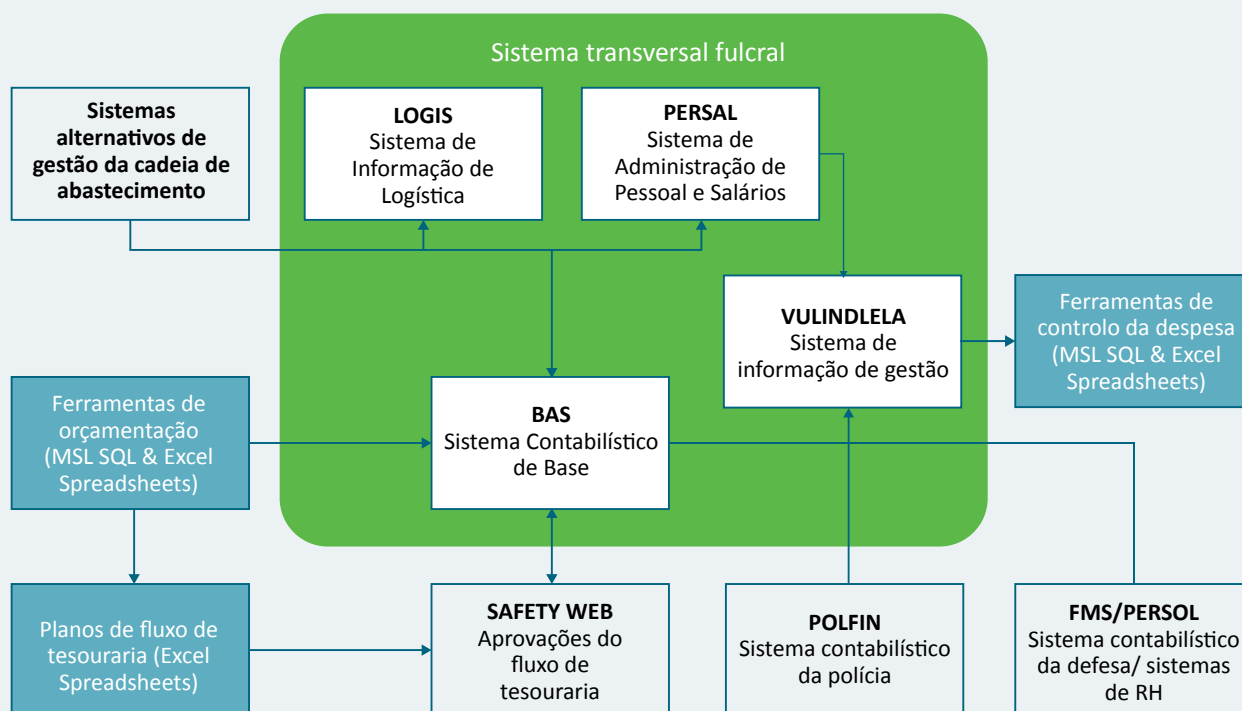 Sistema transversal fulcral
Sistemas
alternativos de
gestão da cadeia de
abastecimento
LOGIS
Sistema de
Informação de
Logística
PERSAL
Sistema de
Administração de
Pessoal e Salários
VULINDLELA
Sistema de
informação de gestão
Ferramentas de
controlo da despesa
(MSL SQL & Excel
Spreadsheets)
Ferramentas de
orçamentação
(MSL SQL & Excel
Spreadsheets)
BAS
Sistema Contabilístico
de Base
Planos de fluxo de
tesouraria (Excel
Spreadsheets)
SAFETY WEB
Aprovações do
fluxo de
tesouraria
POLFIN
Sistema contabilístico
da polícia
FMS/PERSOL
Sistema contabilístico
da defesa/ sistemas
de RH